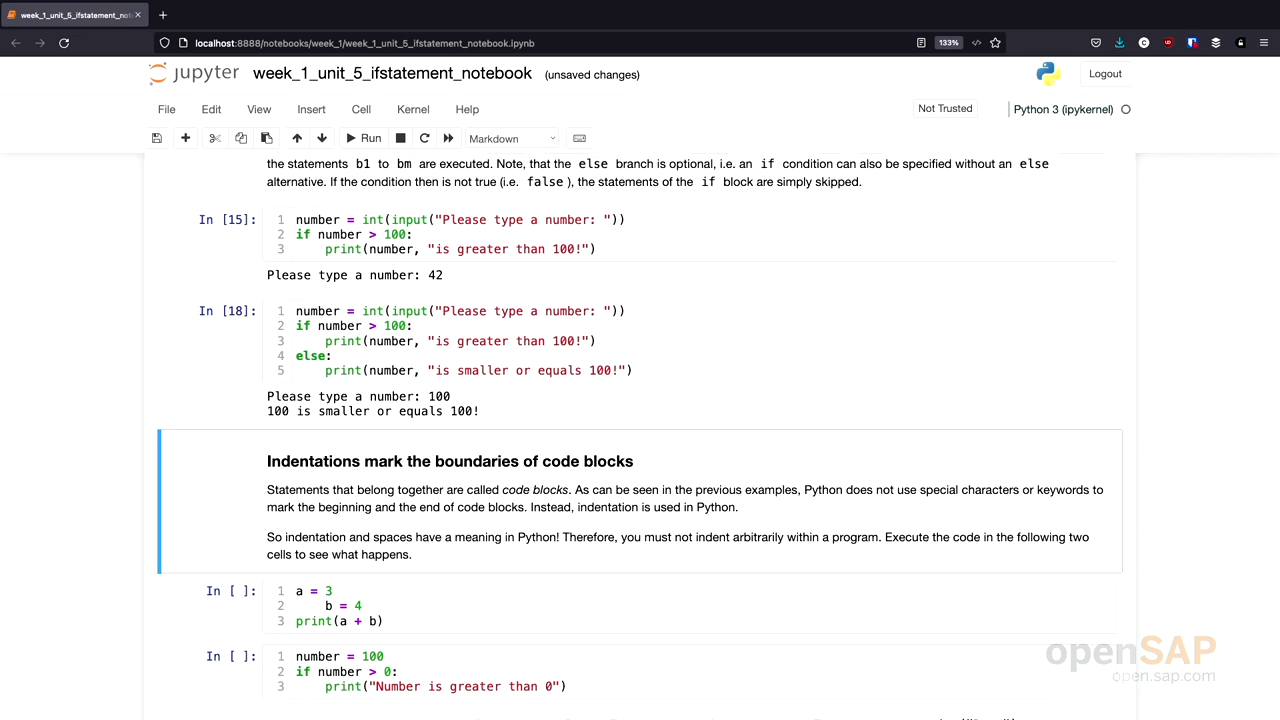 week_1_unit_5_ifstatement_not
localhost:8888/notebooks/week_1/week_1_unit_5_ifstatement_notebook.ipynb
133%
jupyter week_1_unit_5_ifstatement_notebook (unsaved changes)
Logout
File Edit View Insert Cell Kernel Help
Not Trusted
Python 3 (ipykernel)
Run
Markdown
the statements b1 to bm are executed. Note, that the else branch is optional, i.e. an if condition can also be specified without an else
alternative. If the condition then is not true (i.e. false ), the statements of the if block are simply skipped.
In [15]:
1 number = int(input("Please type a number: "))
2 if number > 100:
3     print(number, "is greater than 100!")
Please type a number: 42
In [18]:
1 number = int(input("Please type a number: "))
2 if number > 100:
3     print(number, "is greater than 100!")
4 else:
5     print(number, "is smaller or equals 100!")
Please type a number: 100
100 is smaller or equals 100!
Indentations mark the boundaries of code blocks
Statements that belong together are called code blocks. As can be seen in the previous examples, Python does not use special characters or keywords to
mark the beginning and the end of code blocks. Instead, indentation is used in Python.
So indentation and spaces have a meaning in Python! Therefore, you must not indent arbitrarily within a program. Execute the code in the following two
cells to see what happens.
In [ ]:
1 a = 3
2     b = 4
3 print(a + b)
In [ ]:
1 number = 100
2 if number > 0:
3     print("Number is greater than 0")
openSAP
open.sap.com